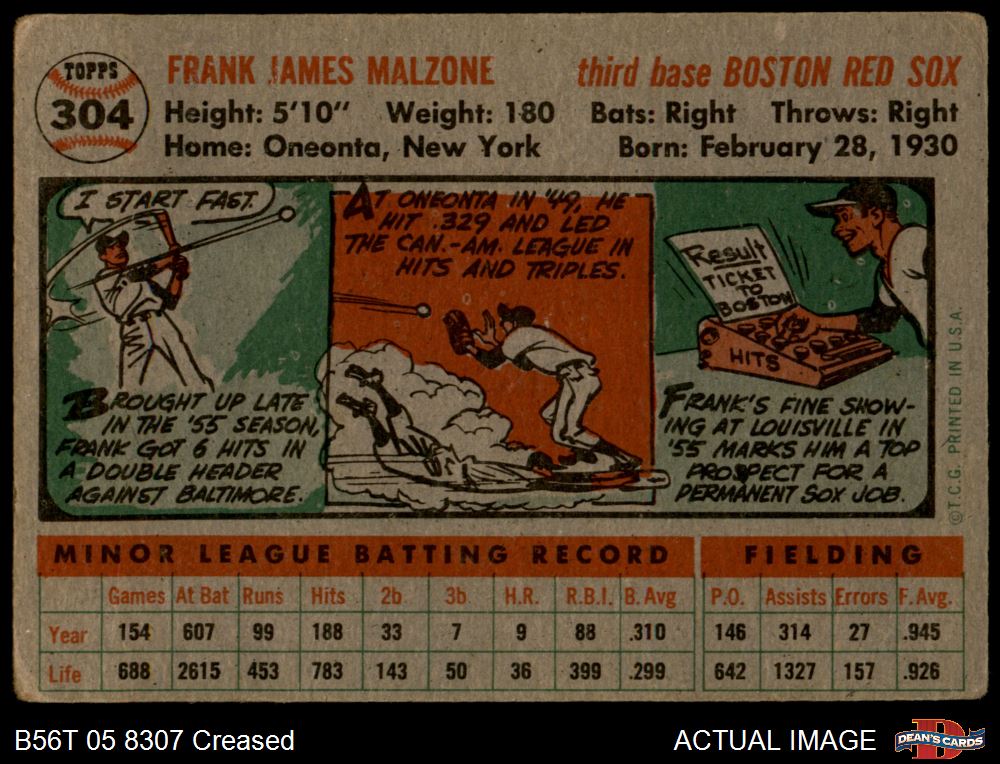 TOPPS
304
FRANK JAMES MALZONE third base BOSTON RED SOX
Height: 5'10" Weight: 180 Bats: Right Throws: Right
Home: Oneonta, New York Born: February 28, 1930
I START FAST.
BROUGHT UP LATE
IN THE '55 SEASON,
FRANK GOT 6 HITS IN
A DOUBLE HEADER
AGAINST BALTIMORE.
AT ONEONTA IN '49, HE
HIT .329 AND LED
THE CAN.-AM. LEAGUE IN
HITS AND TRIPLES.
Result
TICKET
TO
BOSTON
HITS
FRANK'S FINE SHOW-
ING AT LOUISVILLE IN
'55 MARKS HIM A TOP
PROSPECT FOR A
PERMANENT SOX JOB.
©T.C.G. PRINTED IN U.S.A.
MINOR LEAGUE BATTING RECORD FIELDING
Games At Bat Runs Hits 2b 3b H.R. R.B.I. B. Avg P.O. Assists Errors F. Avg.
Year 154 607 99 188 33 7 9 88 .310 146 314 27 .945
Life 688 2615 453 783 143 50 36 399 .299 642 1327 157 .926
B56T 05 8307 Creased ACTUAL IMAGE
D
DEAN'S CARDS